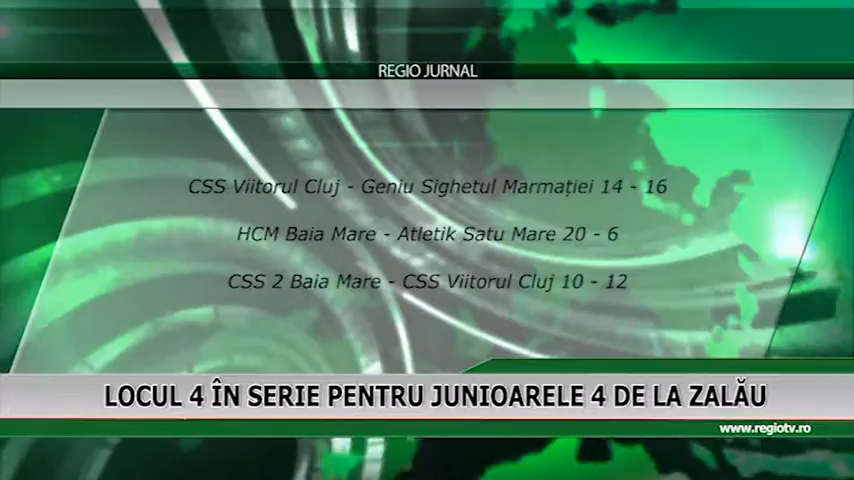 REGIO JURNAL
CSS Viitorul Cluj - Geniu Sighetul Marmației 14 - 16
HCM Baia Mare - Atletik Satu Mare 20 - 6
CSS 2 Baia Mare - CSS Viitorul Cluj 10 - 12
LOCUL 4 ÎN SERIE PENTRU JUNIOARELE 4 DE LA ZALĂU
www.regiotv.ro